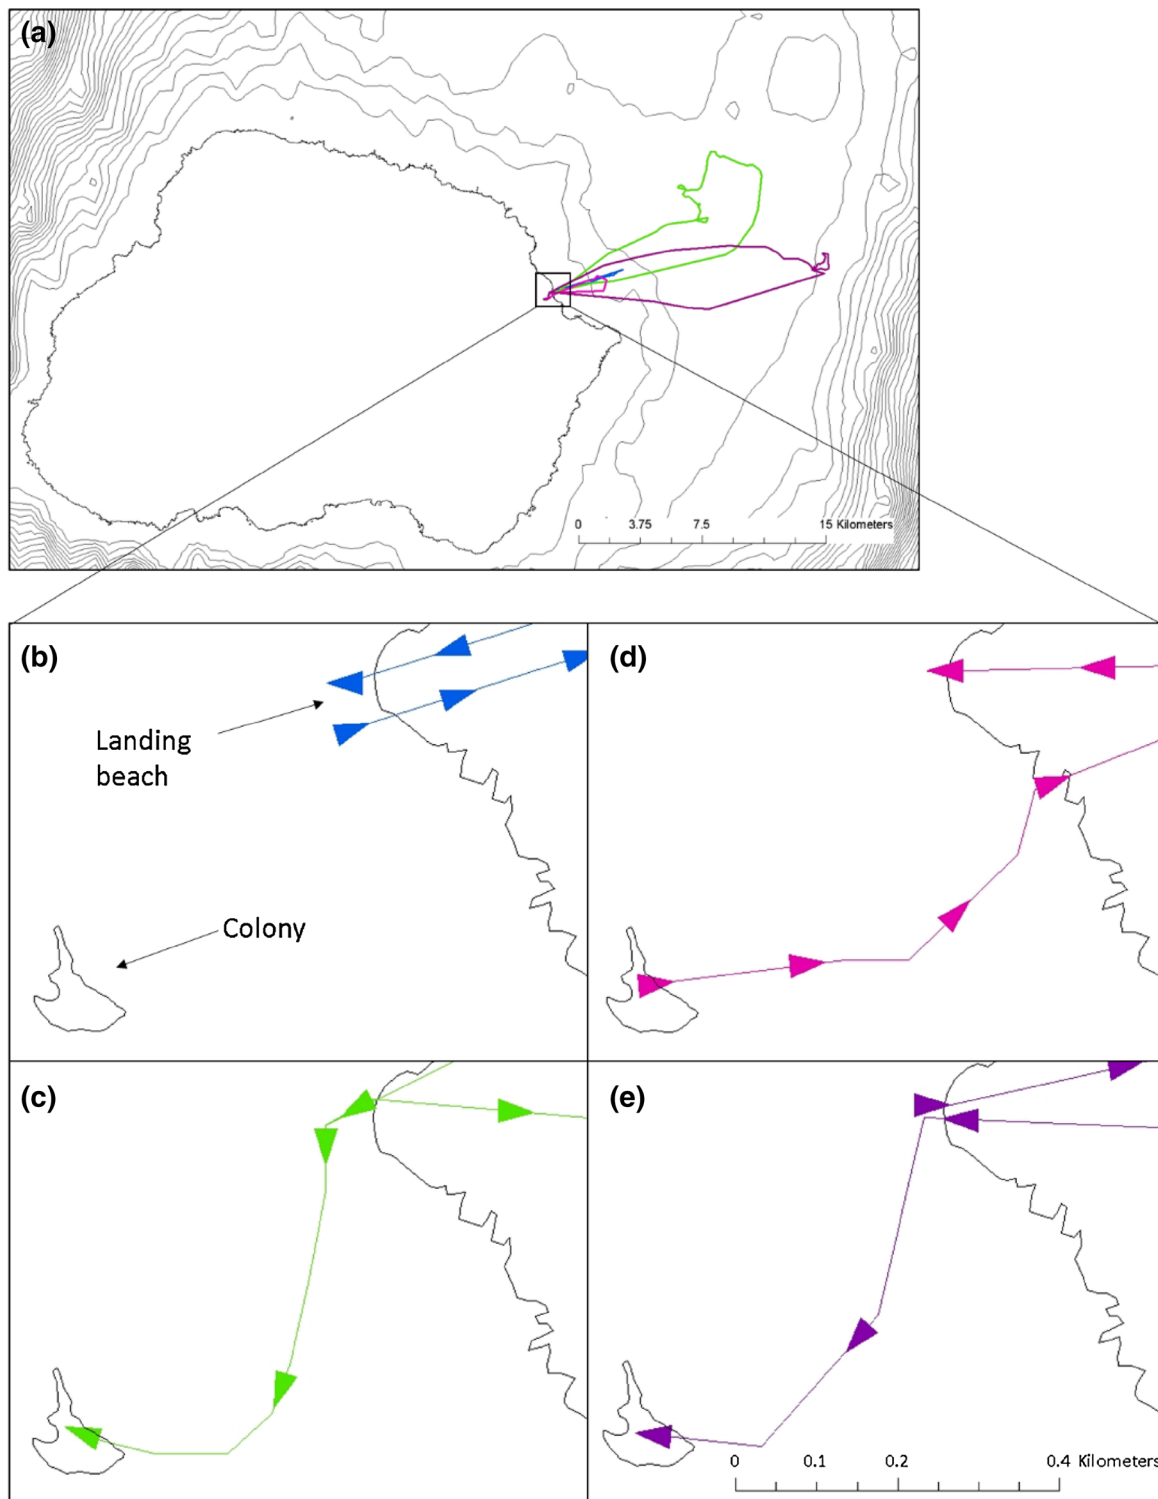 (a)
0 3.75 7.5 15 Kilometers
(b)
Landing
beach
Colony
(d)
(c)
(e)
0 0.1 0.2 0.4 Kilometers